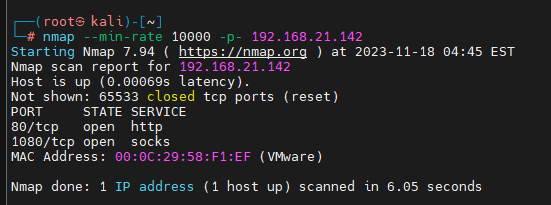 ┌──(root㉿kali)-[~]
└─# nmap --min-rate 10000 -p- 192.168.21.142
Starting Nmap 7.94 ( https://nmap.org ) at 2023-11-18 04:45 EST
Nmap scan report for 192.168.21.142
Host is up (0.00069s latency).
Not shown: 65533 closed tcp ports (reset)
PORT     STATE SERVICE
80/tcp   open  http
1080/tcp open  socks
MAC Address: 00:0C:29:58:F1:EF (VMware)
Nmap done: 1 IP address (1 host up) scanned in 6.05 seconds